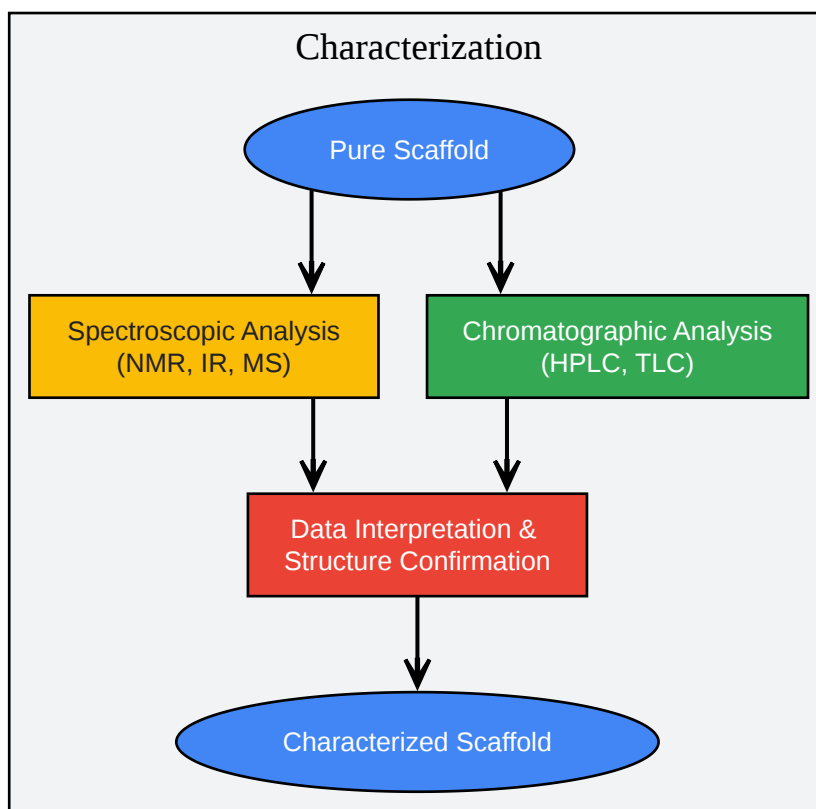 Characterization
Pure Scaffold
Spectroscopic Analysis
(NMR, IR, MS)
Chromatographic Analysis
(HPLC, TLC)
Data Interpretation &
Structure Confirmation
Characterized Scaffold